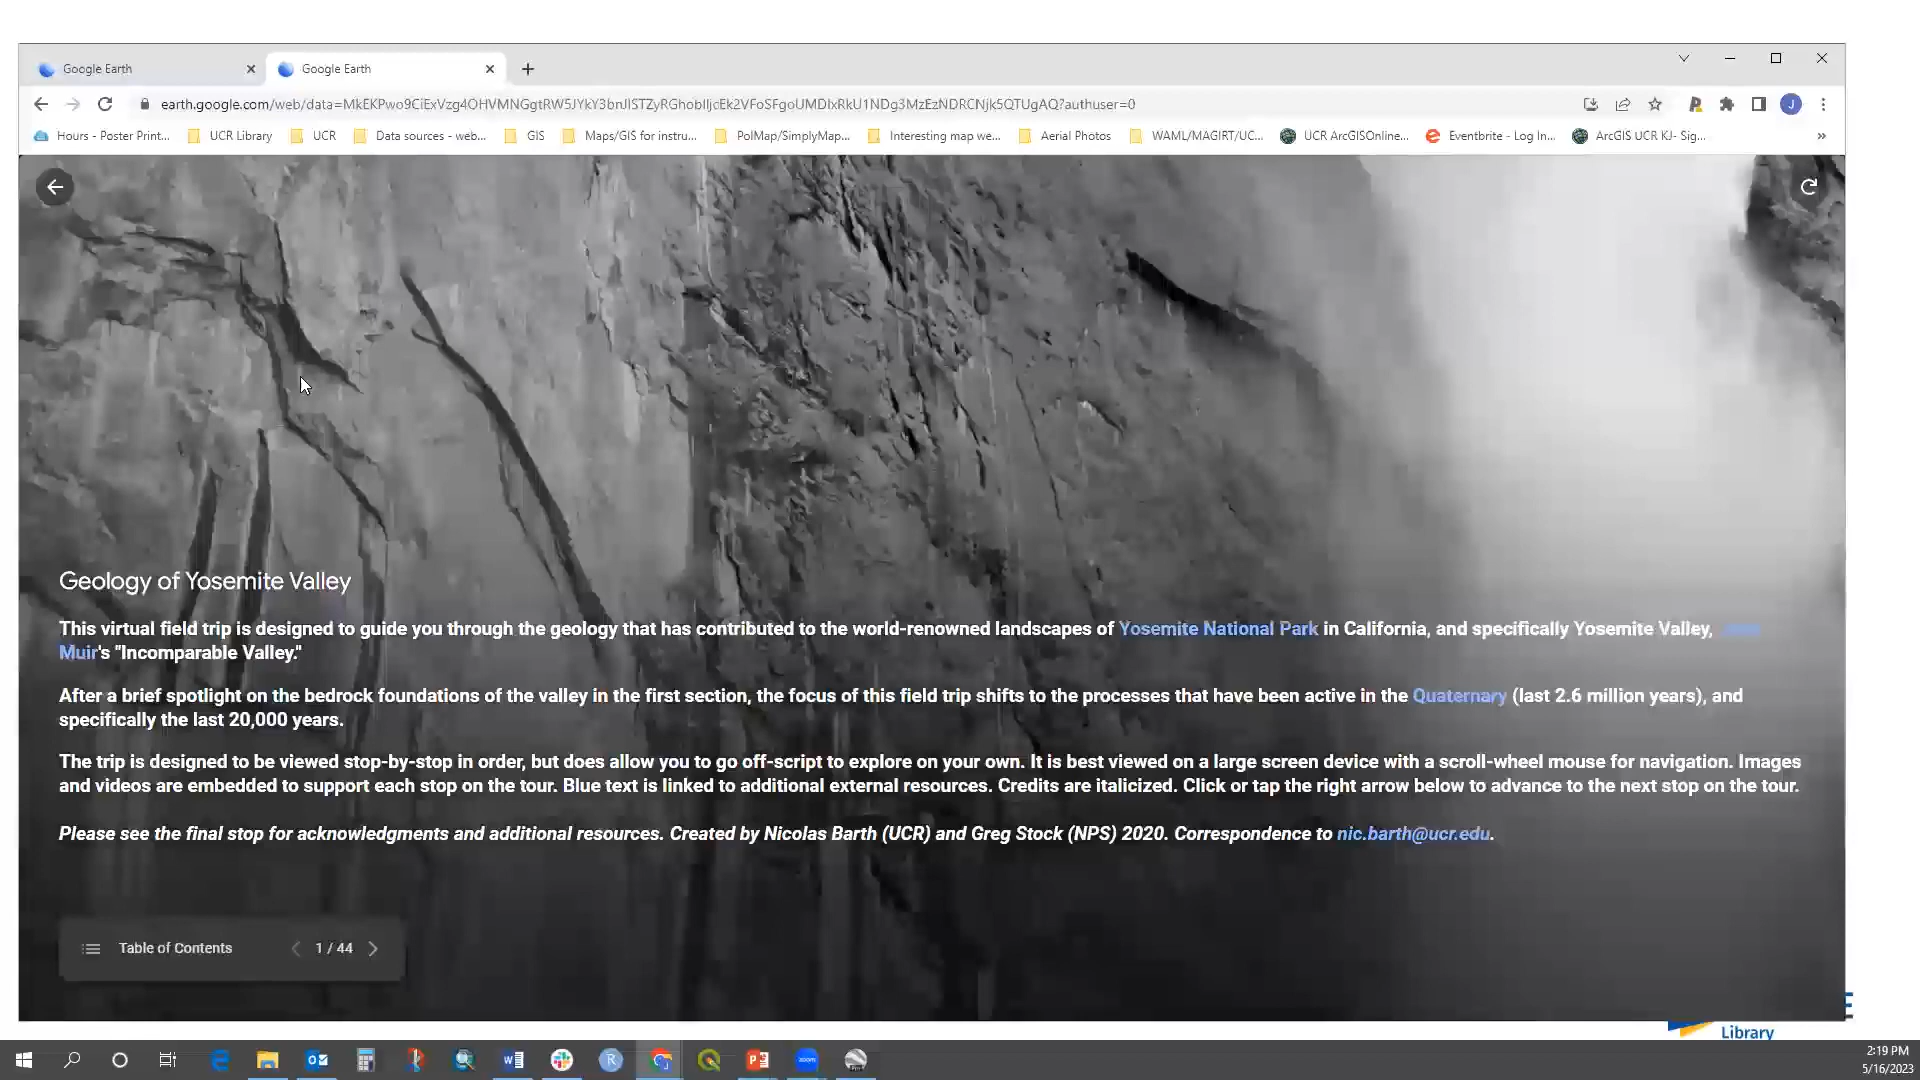 Google Earth
Google Earth
earth.google.com/web/data=MkEKPwo9CiExVzg4OHVMNGgtRW5JYkY3bnJISTZyRGhoblljcEk2VFoSFgoUMDIxRkU1NDg3MzEzNDRCNjk5QTUgAQ?authuser=0
Hours - Poster Print... UCR Library UCR Data sources - web... GIS Maps/GIS for instru... PolMap/SimplyMap... Interesting map we... Aerial Photos WAML/MAGIRT/UC... UCR ArcGISOnline... Eventbrite - Log In... ArcGIS UCR KJ- Sig... »
Geology of Yosemite Valley
This virtual field trip is designed to guide you through the geology that has contributed to the world-renowned landscapes of Yosemite National Park in California, and specifically Yosemite Valley, John
Muir's "Incomparable Valley."
After a brief spotlight on the bedrock foundations of the valley in the first section, the focus of this field trip shifts to the processes that have been active in the Quaternary (last 2.6 million years), and
specifically the last 20,000 years.
The trip is designed to be viewed stop-by-stop in order, but does allow you to go off-script to explore on your own. It is best viewed on a large screen device with a scroll-wheel mouse for navigation. Images
and videos are embedded to support each stop on the tour. Blue text is linked to additional external resources. Credits are italicized. Click or tap the right arrow below to advance to the next stop on the tour.
Please see the final stop for acknowledgments and additional resources. Created by Nicolas Barth (UCR) and Greg Stock (NPS) 2020. Correspondence to nic.barth@ucr.edu.
Table of Contents 1 / 44
E
Library
2:19 PM
5/16/2023